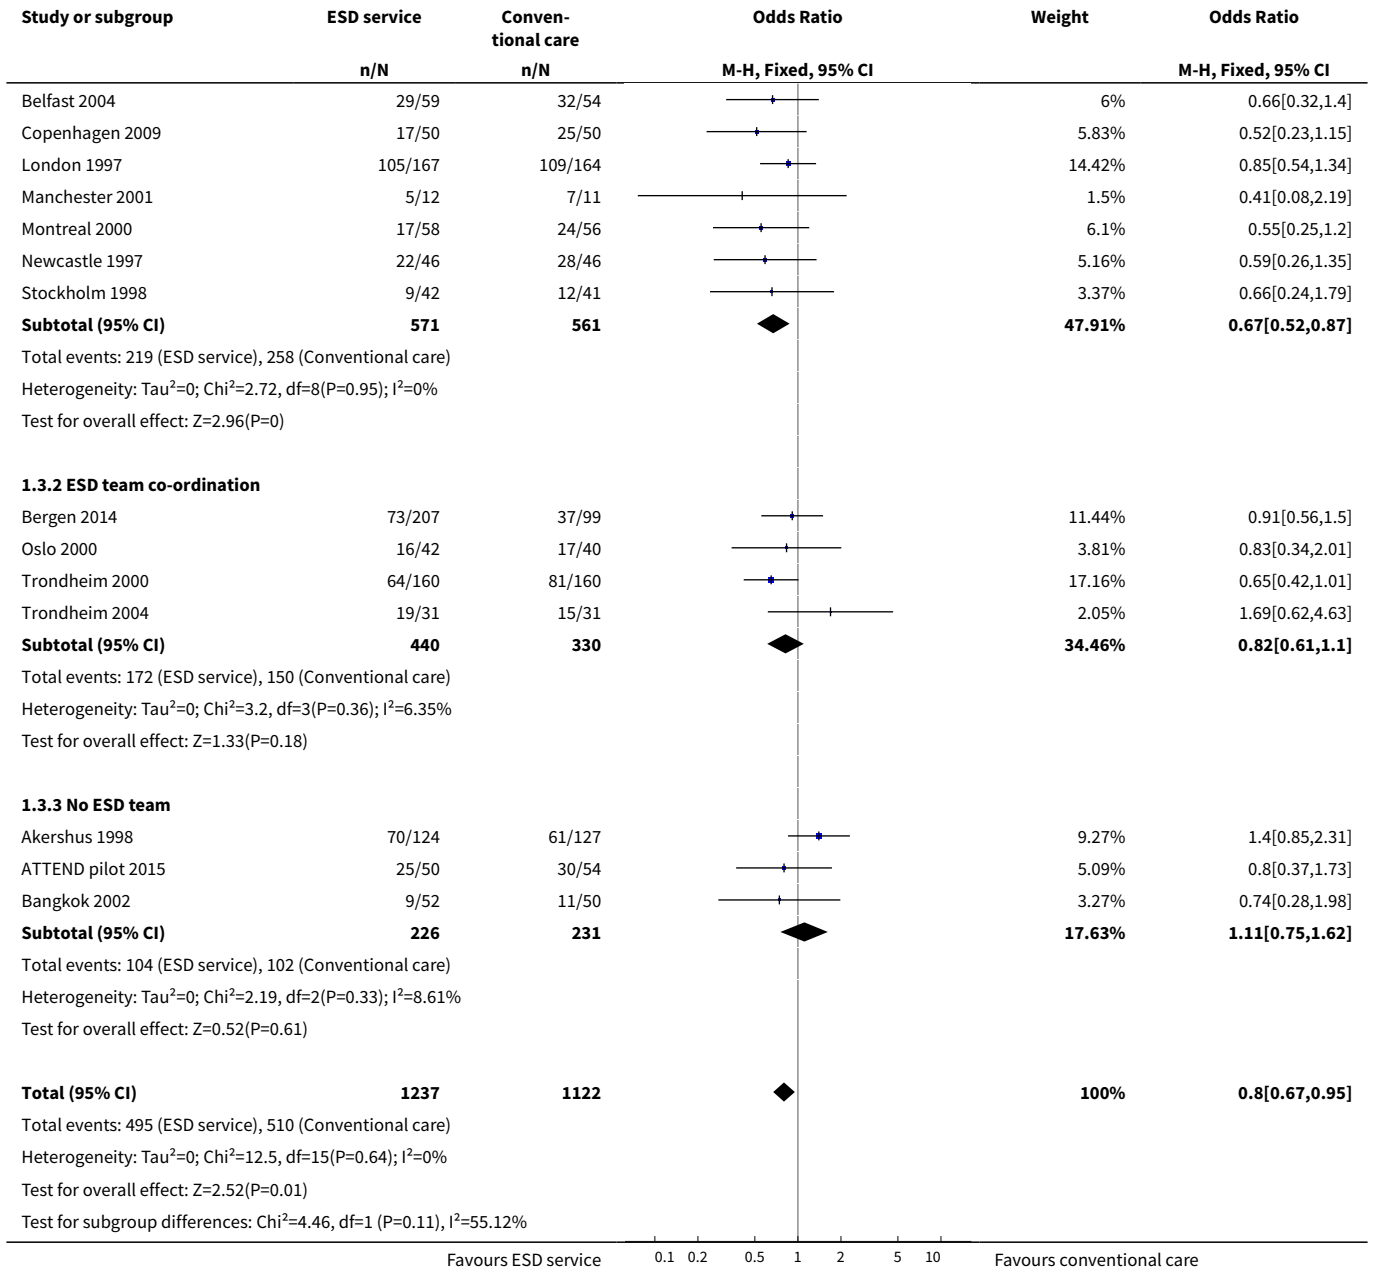 Study or subgroup ESD service Conven- Odds Ratio Weight Odds Ratio
tional care
n/N n/N M-H, Fixed, 95% CI M-H, Fixed, 95% CI
Belfast 2004 29/59 32/54 6% 0.66[0.32,1.4]
Copenhagen 2009 17/50 25/50 5.83% 0.52[0.23,1.15]
London 1997 105/167 109/164 14.42% 0.85[0.54,1.34]
Manchester 2001 5/12 7/11 1.5% 0.41[0.08,2.19]
Montreal 2000 17/58 24/56 6.1% 0.55[0.25,1.2]
Newcastle 1997 22/46 28/46 5.16% 0.59[0.26,1.35]
Stockholm 1998 9/42 12/41 3.37% 0.66[0.24,1.79]
Subtotal (95% CI) 571 561 47.91% 0.67[0.52,0.87]
Total events: 219 (ESD service), 258 (Conventional care)
Heterogeneity: Tau²=0; Chi²=2.72, df=8(P=0.95); I²=0%
Test for overall effect: Z=2.96(P=0)
1.3.2 ESD team co-ordination
Bergen 2014 73/207 37/99 11.44% 0.91[0.56,1.5]
Oslo 2000 16/42 17/40 3.81% 0.83[0.34,2.01]
Trondheim 2000 64/160 81/160 17.16% 0.65[0.42,1.01]
Trondheim 2004 19/31 15/31 2.05% 1.69[0.62,4.63]
Subtotal (95% CI) 440 330 34.46% 0.82[0.61,1.1]
Total events: 172 (ESD service), 150 (Conventional care)
Heterogeneity: Tau²=0; Chi²=3.2, df=3(P=0.36); I²=6.35%
Test for overall effect: Z=1.33(P=0.18)
1.3.3 No ESD team
Akershus 1998 70/124 61/127 9.27% 1.4[0.85,2.31]
ATTEND pilot 2015 25/50 30/54 5.09% 0.8[0.37,1.73]
Bangkok 2002 9/52 11/50 3.27% 0.74[0.28,1.98]
Subtotal (95% CI) 226 231 17.63% 1.11[0.75,1.62]
Total events: 104 (ESD service), 102 (Conventional care)
Heterogeneity: Tau²=0; Chi²=2.19, df=2(P=0.33); I²=8.61%
Test for overall effect: Z=0.52(P=0.61)
Total (95% CI) 1237 1122 100% 0.8[0.67,0.95]
Total events: 495 (ESD service), 510 (Conventional care)
Heterogeneity: Tau²=0; Chi²=12.5, df=15(P=0.64); I²=0%
Test for overall effect: Z=2.52(P=0.01)
Test for subgroup differences: Chi²=4.46, df=1 (P=0.11), I²=55.12%
Favours ESD service 0.1 0.2 0.5 1 2 5 10 Favours conventional care